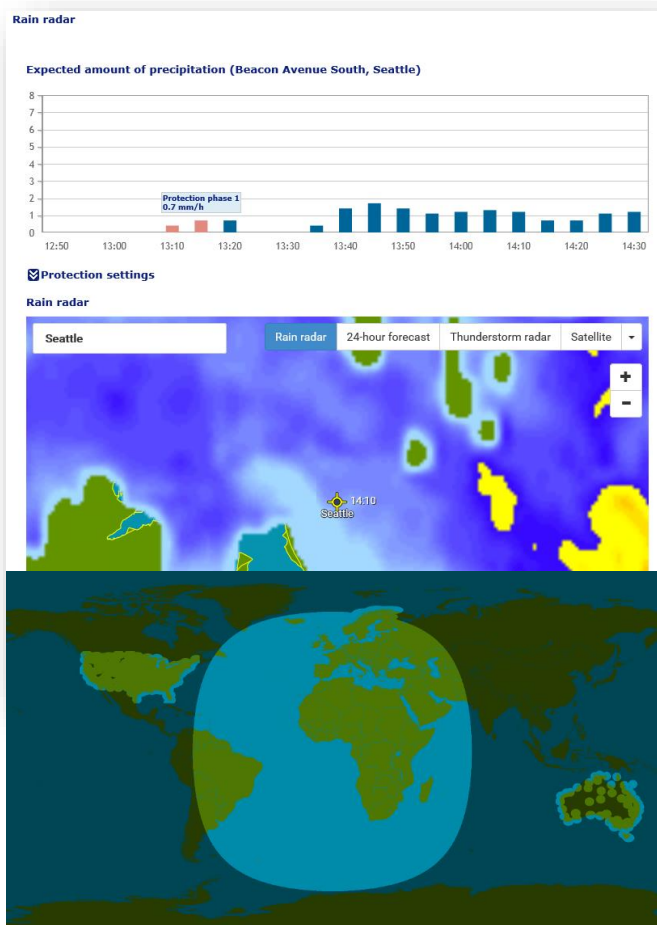 Rain radar
Expected amount of precipitation (Beacon Avenue South, Seattle)
8
7
6
5
4
3
2
1
0
Protection phase 1
0.7 mm/h
12:50 13:00 13:10 13:20 13:30 13:40 13:50 14:00 14:10 14:20 14:30
Protection settings
Rain radar
Seattle Rain radar 24-hour forecast Thunderstorm radar Satellite
+
−
14:10
Seattle